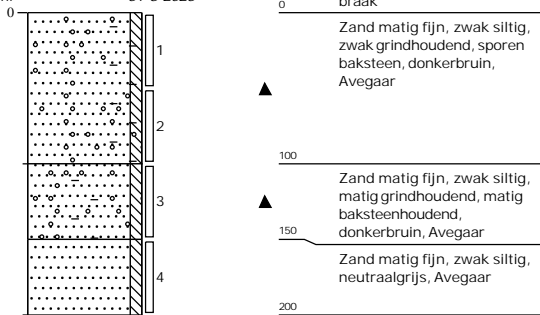 0
1
2
3
4
0
braak
Zand matig fijn, zwak siltig,
zwak grindhoudend, sporen
baksteen, donkerbruin,
Avegaar
100
Zand matig fijn, zwak siltig,
matig grindhoudend, matig
baksteenhoudend,
donkerbruin, Avegaar
150
Zand matig fijn, zwak siltig,
neutraalgrijs, Avegaar
200